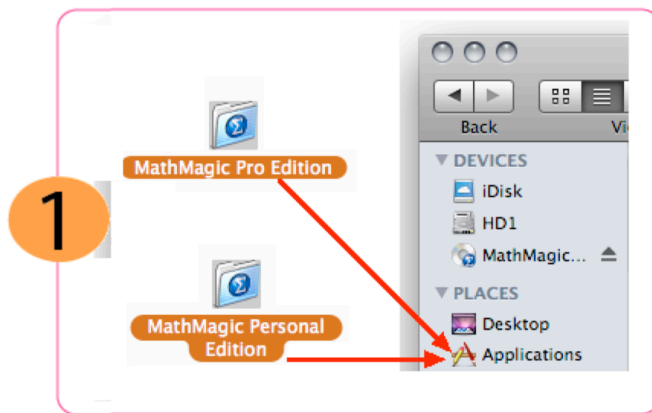 1
MathMagic Pro Edition
MathMagic Personal
Edition
Back
DEVICES
iDisk
HD1
MathMagic...
PLACES
Desktop
Applications